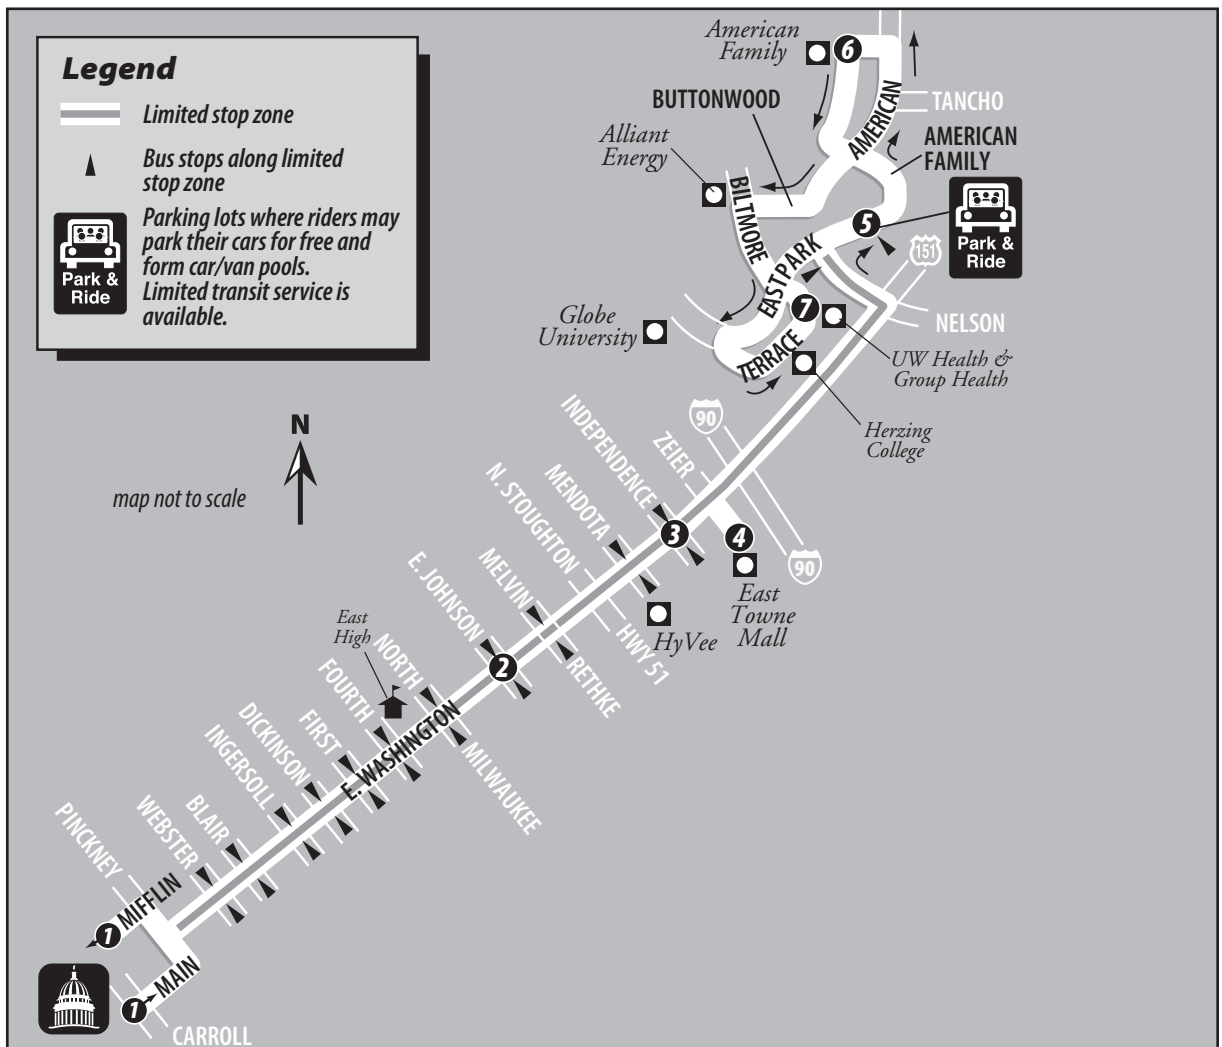 Legend
Limited stop zone
Bus stops along limited
stop zone
Park &
Ride
Parking lots where riders may
park their cars for free and
form car/van pools.
Limited transit service is
available.
American
Family
6
BUTTONWOOD
TANCHO
AMERICAN
AMERICAN
FAMILY
Alliant
Energy
BILTMORE
5
Park &
Ride
151
EASTPARK
7
NELSON
Globe
University
TERRACE
UW Health &
Group Health
Herzing
College
N
map not to scale
90
INDEPENDENCE
ZEIER
MENDOTA
N. STOUGHTON
3
4
90
East
Towne
Mall
HyVee
MELVIN
E. JOHNSON
HWY 51
RETHKE
2
East
High
NORTH
FOURTH
FIRST
DICKINSON
INGERSOLL
E. WASHINGTON
MILWAUKEE
BLAIR
WEBSTER
PINCKNEY
MIFFLIN
1
MAIN
1
CARROLL